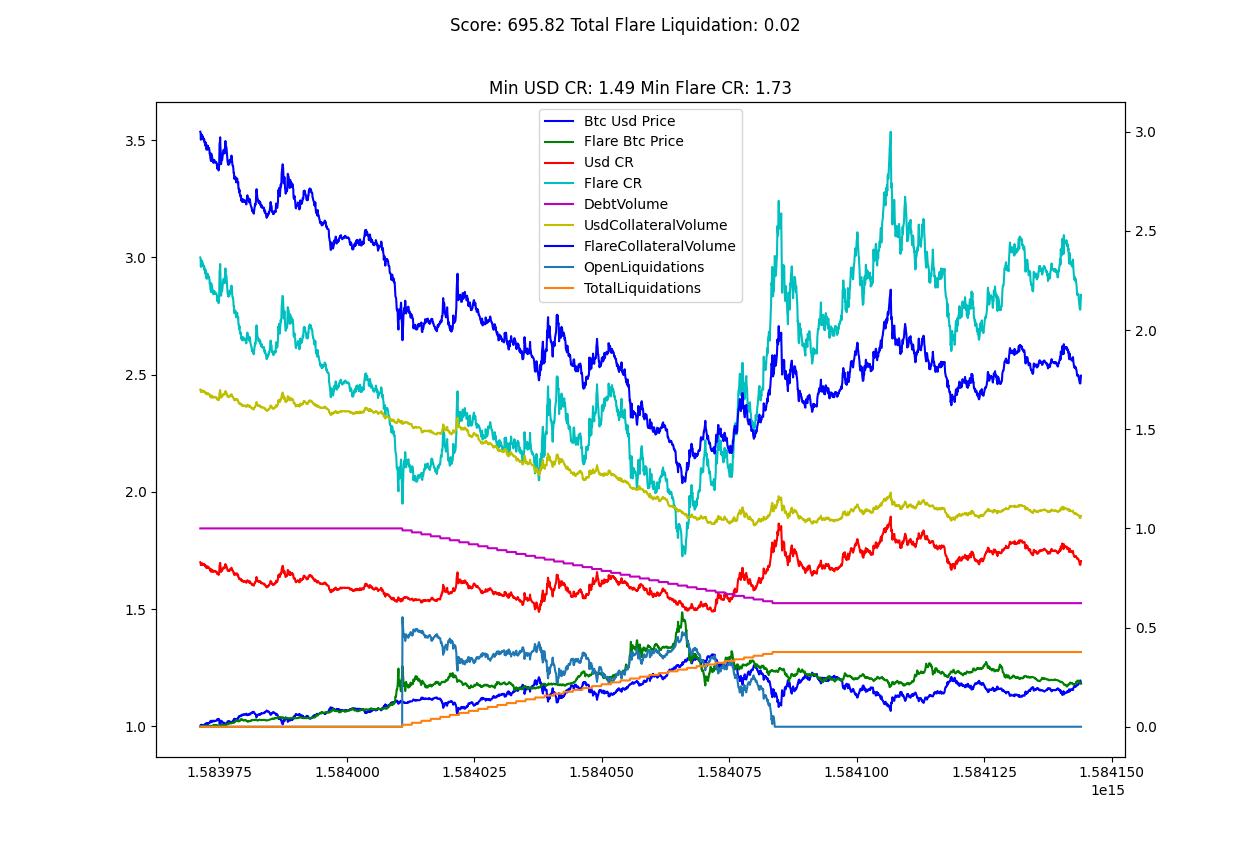 Score: 695.82 Total Flare Liquidation: 0.02
Min USD CR: 1.49 Min Flare CR: 1.73
Btc Usd Price
Flare Btc Price
Usd CR
Flare CR
DebtVolume
UsdCollateralVolume
FlareCollateralVolume
OpenLiquidations
TotalLiquidations
3.5
3.0
2.5
2.0
1.5
1.0
3.0
2.5
2.0
1.5
1.0
0.5
0.0
1.583975 1.584000 1.584025 1.584050 1.584075 1.584100 1.584125 1.584150
1e15